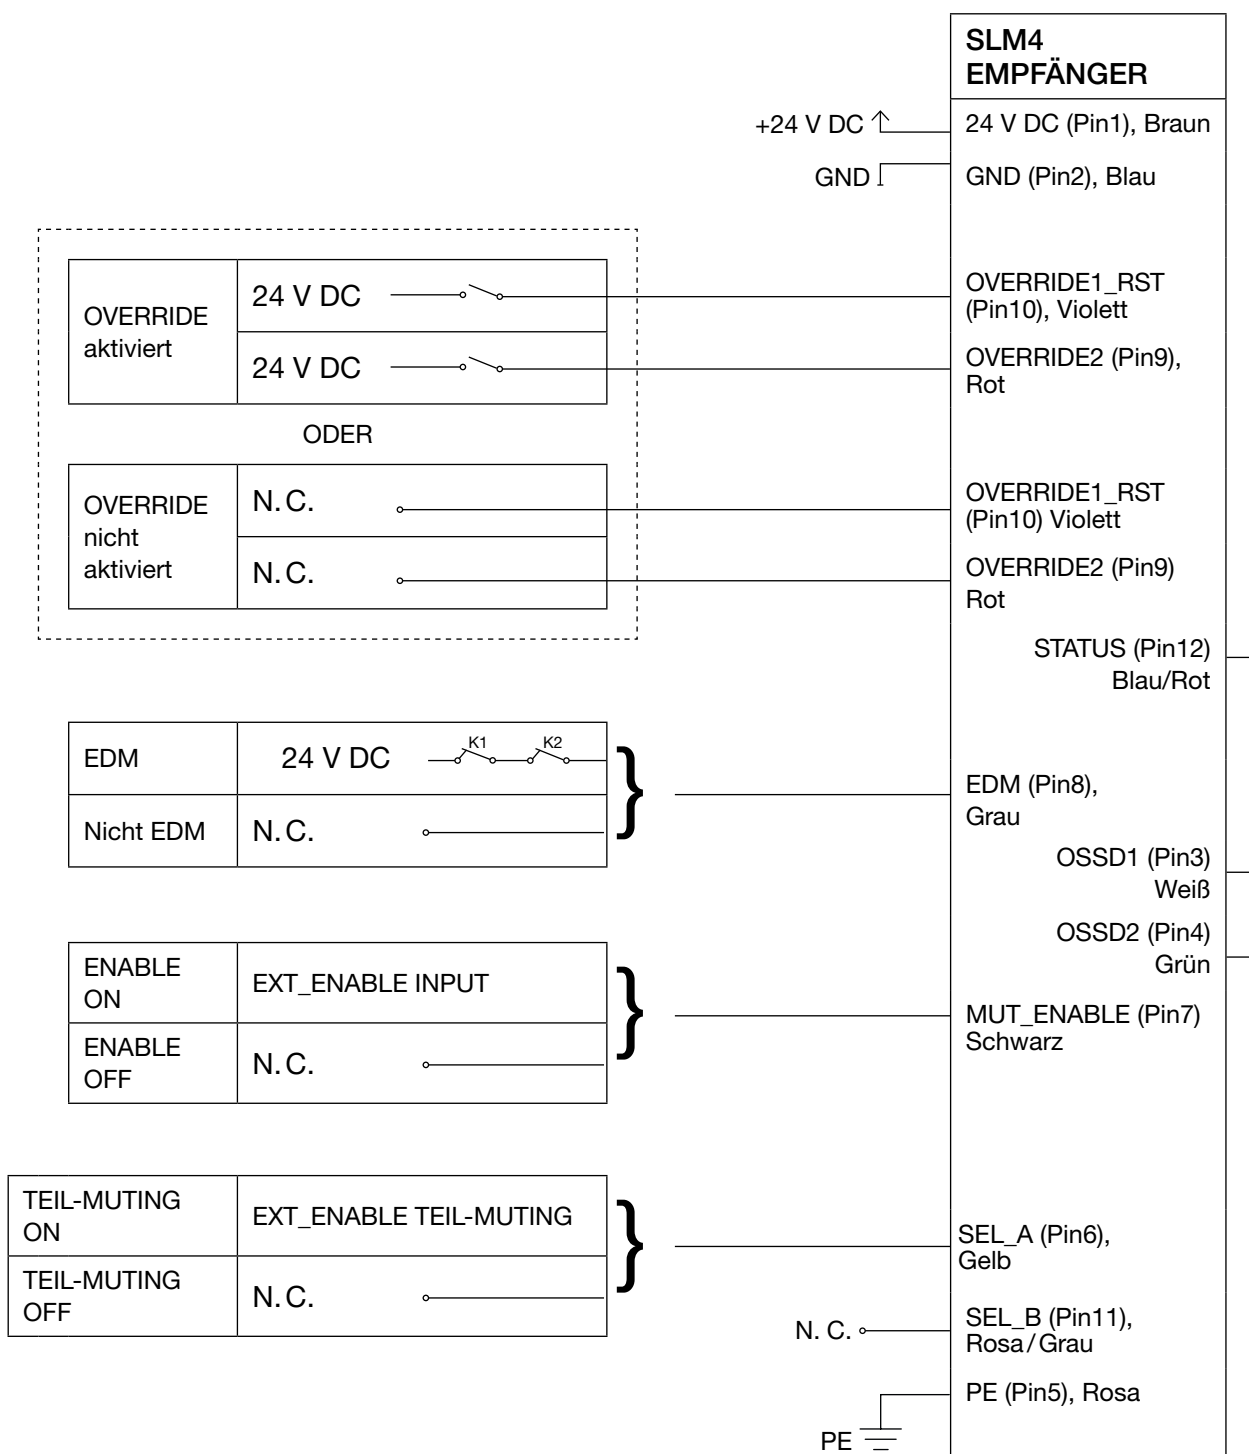 SLM4
EMPFÄNGER
+24 V DC
24 V DC (Pin1), Braun
GND
GND (Pin2), Blau
OVERRIDE
aktiviert
24 V DC
24 V DC
OVERRIDE1_RST
(Pin10), Violett
OVERRIDE2 (Pin9),
Rot
ODER
OVERRIDE
nicht
aktiviert
N. C.
N. C.
OVERRIDE1_RST
(Pin10) Violett
OVERRIDE2 (Pin9)
Rot
STATUS (Pin12)
Blau/Rot
EDM
24 V DC
K1
K2
Nicht EDM
N. C.
EDM (Pin8),
Grau
OSSD1 (Pin3)
Weiß
OSSD2 (Pin4)
Grün
ENABLE
ON
EXT_ENABLE INPUT
ENABLE
OFF
N. C.
MUT_ENABLE (Pin7)
Schwarz
TEIL-MUTING
ON
EXT_ENABLE TEIL-MUTING
TEIL-MUTING
OFF
N. C.
SEL_A (Pin6),
Gelb
N. C.
SEL_B (Pin11),
Rosa/Grau
PE
PE (Pin5), Rosa